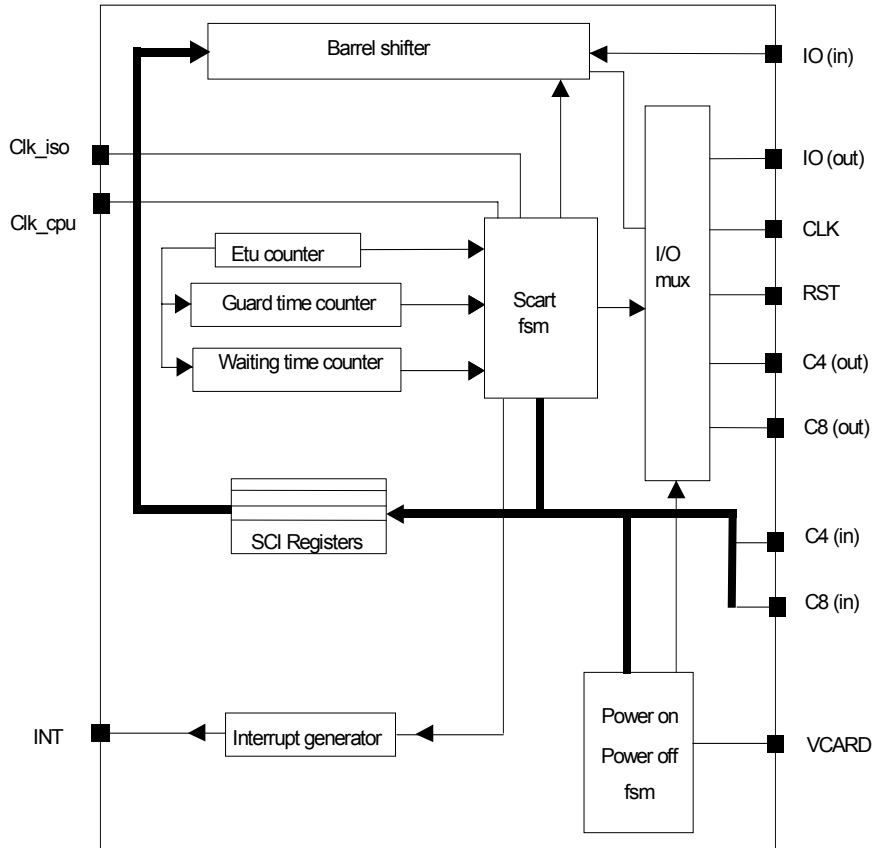 Barrel shifter
IO (in)
Clk_iso
IO (out)
Clk_cpu
CLK
Etu counter
I/O
mux
Guard time counter
Scart
fsm
RST
Waiting time counter
C4 (out)
C8 (out)
SCI Registers
C4 (in)
C8 (in)
INT
Interrupt generator
Power on
Power off
fsm
VCARD